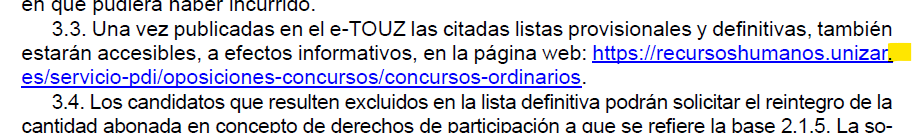 en que pudiera haber incurrido.
3.3. Una vez publicadas en el e-TOUZ las citadas listas provisionales y definitivas, también
estarán accesibles, a efectos informativos, en la página web: https://recursoshumanos.unizar.
es/servicio-pdi/oposiciones-concursos/concursos-ordinarios.
3.4. Los candidatos que resulten excluidos en la lista definitiva podrán solicitar el reintegro de la
cantidad abonada en concepto de derechos de participación a que se refiere la base 2.1.5. La so-